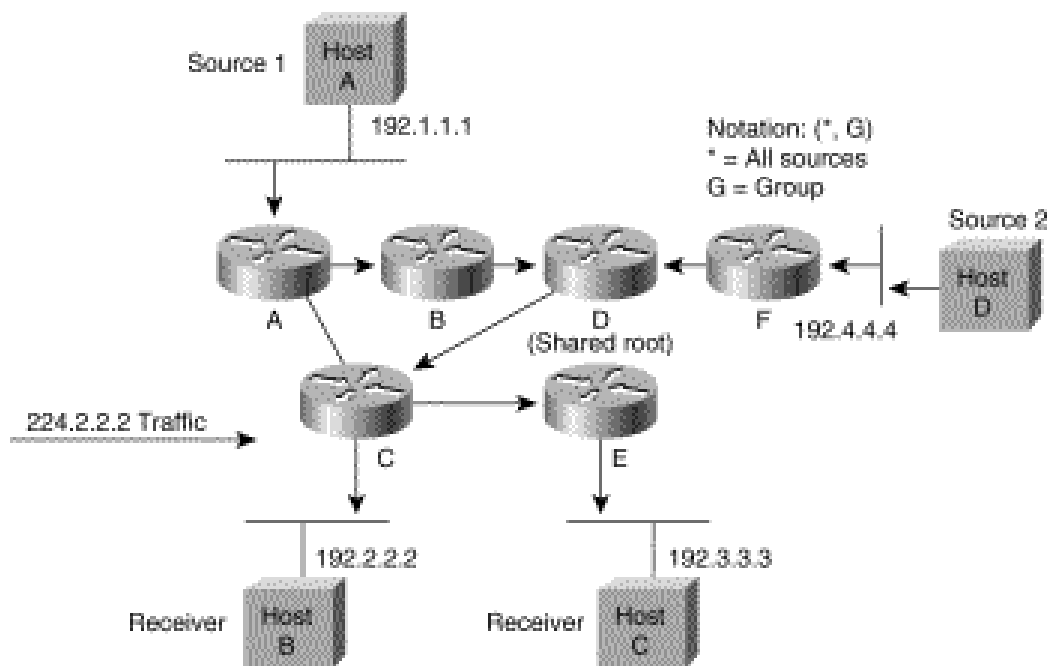 Source 1
Host
A
192.1.1.1
Notation: (*, G)
* = All sources
G = Group
Source 2
Host
D
192.4.4.4
A
B
D
F
(Shared root)
224.2.2.2 Traffic
C
E
192.2.2.2
192.3.3.3
Receiver
Host
B
Receiver
Host
C